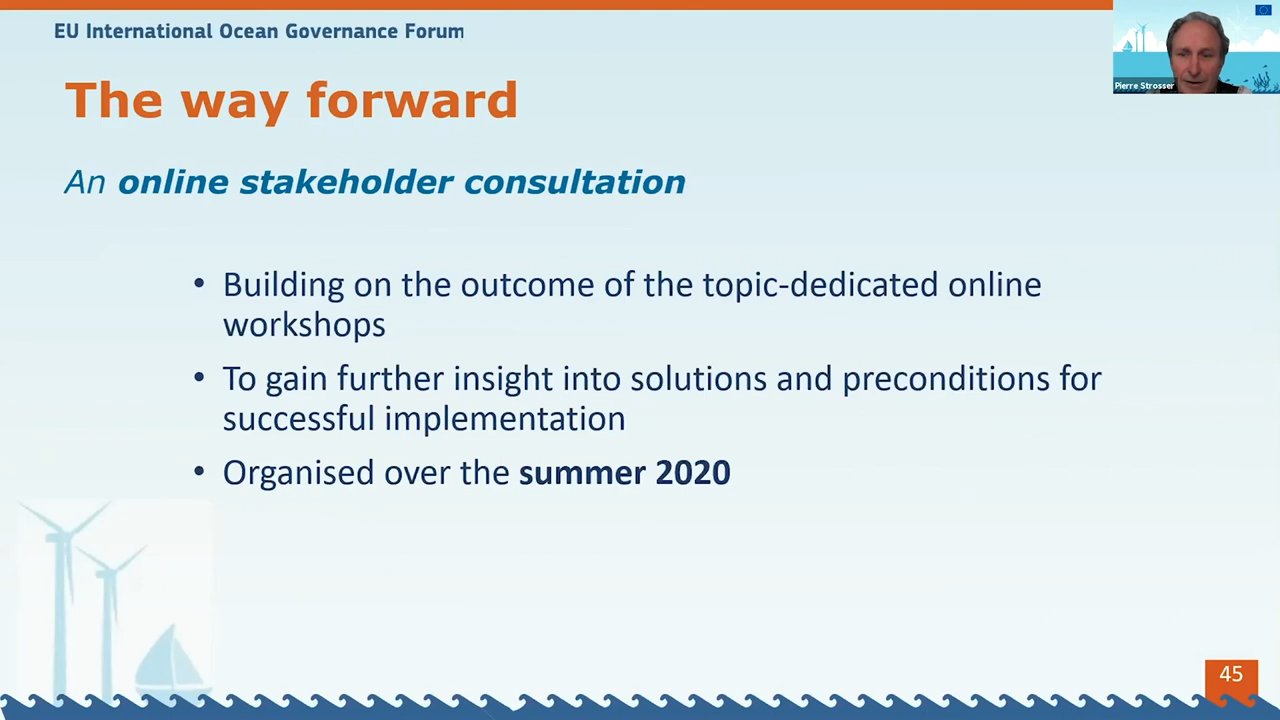 EU International Ocean Governance Forum
Pierre Strosser
The way forward
An online stakeholder consultation
• Building on the outcome of the topic-dedicated online
workshops
• To gain further insight into solutions and preconditions for
successful implementation
• Organised over the summer 2020
45